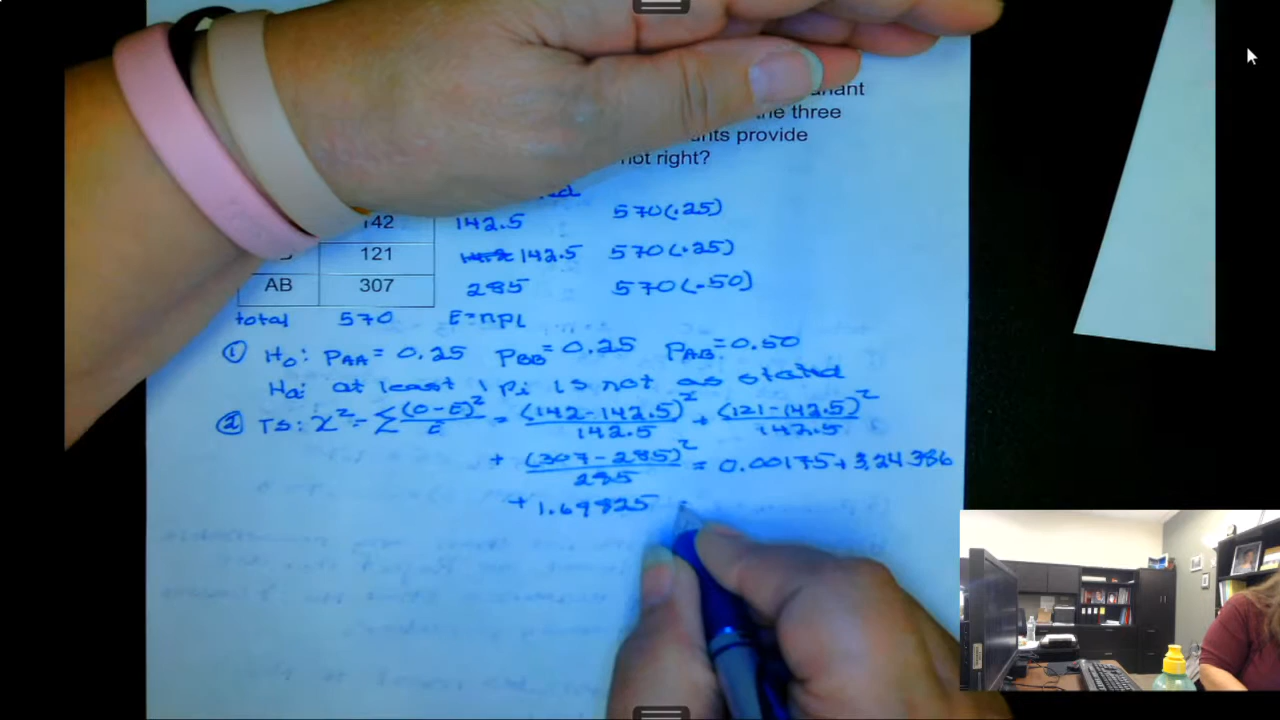 ariant
the three
unts provide
not right?
142 142.5 570(.25)
121 142.5 570(.25)
AB 307 285 570(.50)
total 570 E=npi
① H₀: PAA = 0.25 PBB = 0.25 PAB = 0.50
Ha: at least 1 pi is not as stated
② TS: χ² = Σ (O-E)²/E = (142-142.5)²/142.5 + (121-142.5)²/142.5
+ (307-285)²/285 = 0.00175 + 3.24386
+ 1.69825